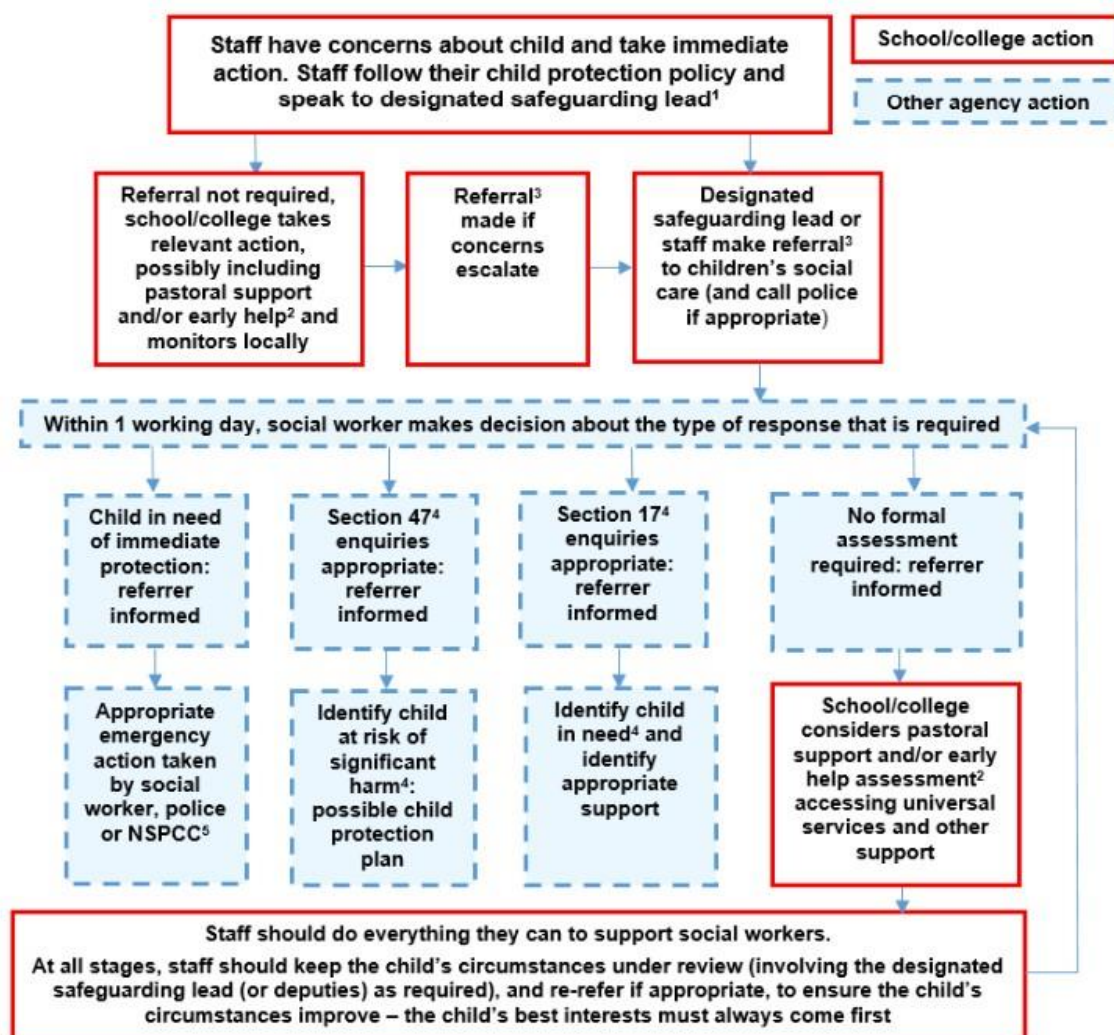 Staff have concerns about child and take immediate
action. Staff follow their child protection policy and
speak to designated safeguarding lead¹
School/college action
Other agency action
Referral not required,
school/college takes
relevant action,
possibly including
pastoral support
and/or early help² and
monitors locally
Referral³
made if
concerns
escalate
Designated
safeguarding lead or
staff make referral³
to children’s social
care (and call police
if appropriate)
Within 1 working day, social worker makes decision about the type of response that is required
Child in need
of immediate
protection:
referrer
informed
Section 47⁴
enquiries
appropriate:
referrer
informed
Section 17⁴
enquiries
appropriate:
referrer
informed
No formal
assessment
required: referrer
informed
Appropriate
emergency
action taken
by social
worker, police
or NSPCC⁵
Identify child
at risk of
significant
harm⁴:
possible child
protection
plan
Identify child
in need⁴ and
identify
appropriate
support
School/college
considers pastoral
support and/or early
help assessment²
accessing universal
services and other
support
Staff should do everything they can to support social workers.
At all stages, staff should keep the child’s circumstances under review (involving the designated
safeguarding lead (or deputies) as required), and re-refer if appropriate, to ensure the child’s
circumstances improve – the child’s best interests must always come first